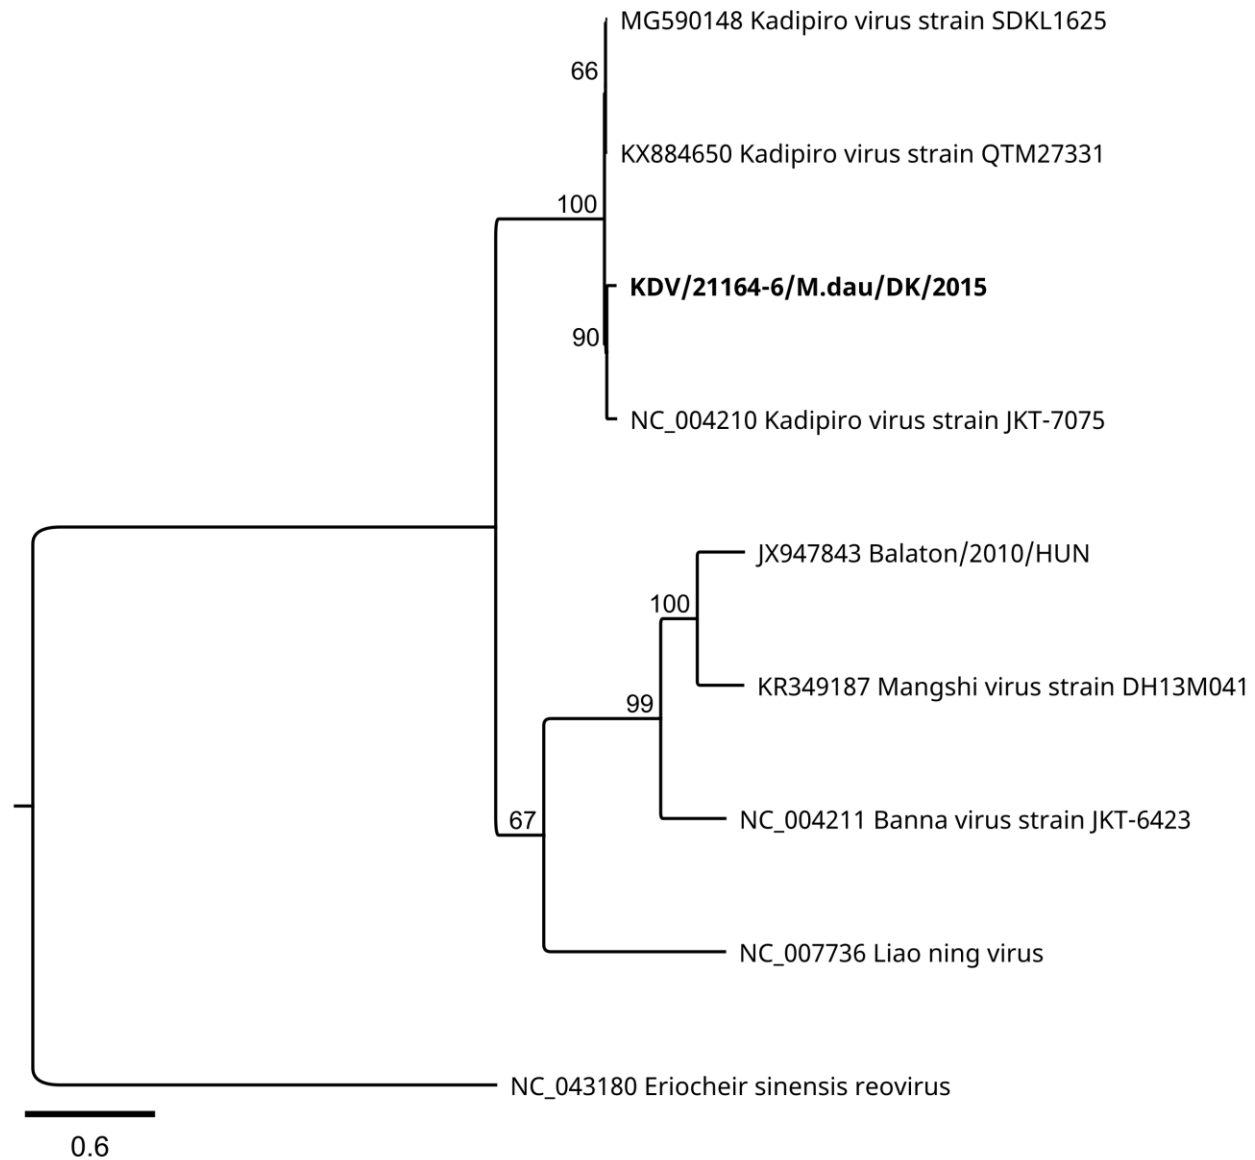 MG590148 Kadipiro virus strain SDKL1625
66
KX884650 Kadipiro virus strain QTM27331
100
KDV/21164-6/M.dau/DK/2015
90
NC_004210 Kadipiro virus strain JKT-7075
JX947843 Balaton/2010/HUN
100
KR349187 Mangshi virus strain DH13M041
99
NC_004211 Banna virus strain JKT-6423
67
NC_007736 Liao ning virus
NC_043180 Eriocheir sinensis reovirus
0.6